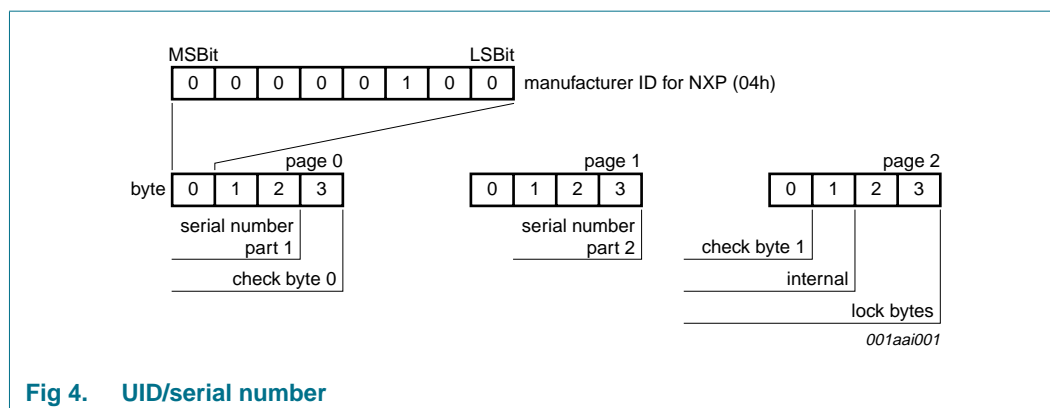 MSBit LSBit
0 0 0 0 0 1 0 0 manufacturer ID for NXP (04h)
page 0 page 1 page 2
byte 0 1 2 3 0 1 2 3 0 1 2 3
serial number
part 1
serial number
part 2
check byte 1
check byte 0
internal
lock bytes
001aai001
Fig 4. UID/serial number